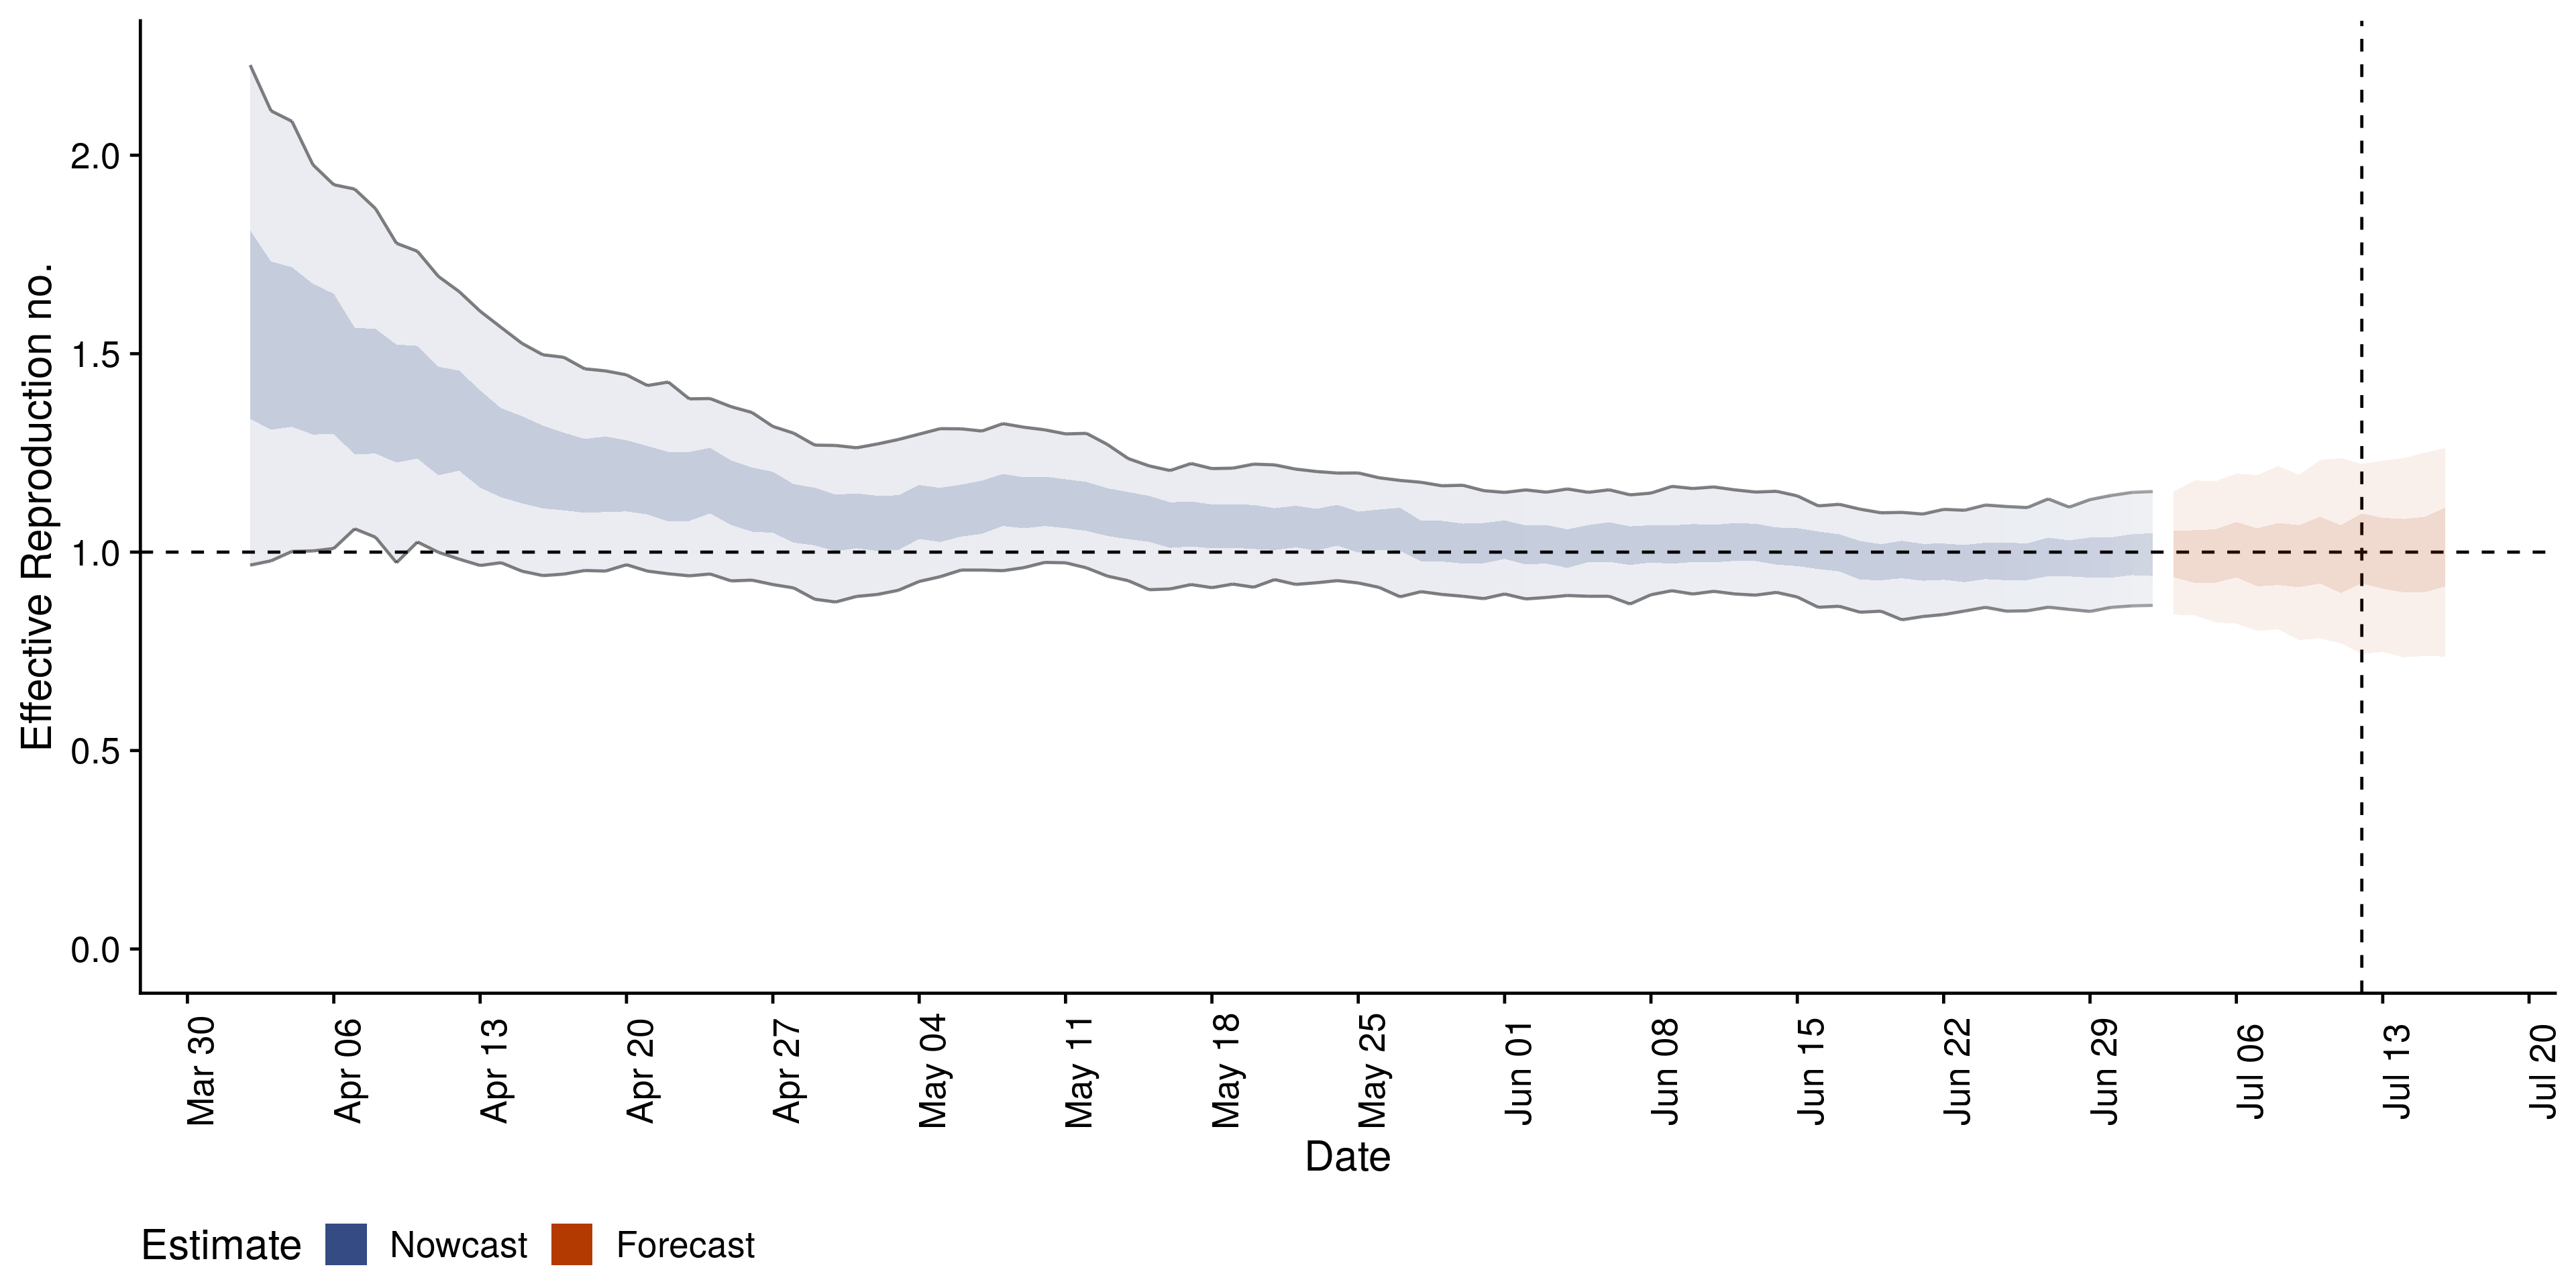 Effective Reproduction no.
2.0
1.5
1.0
0.5
0.0
Mar 30
Apr 06
Apr 13
Apr 20
Apr 27
May 04
May 11
May 18
May 25
Jun 01
Jun 08
Jun 15
Jun 22
Jun 29
Jul 06
Jul 13
Jul 20
Date
Estimate Nowcast Forecast